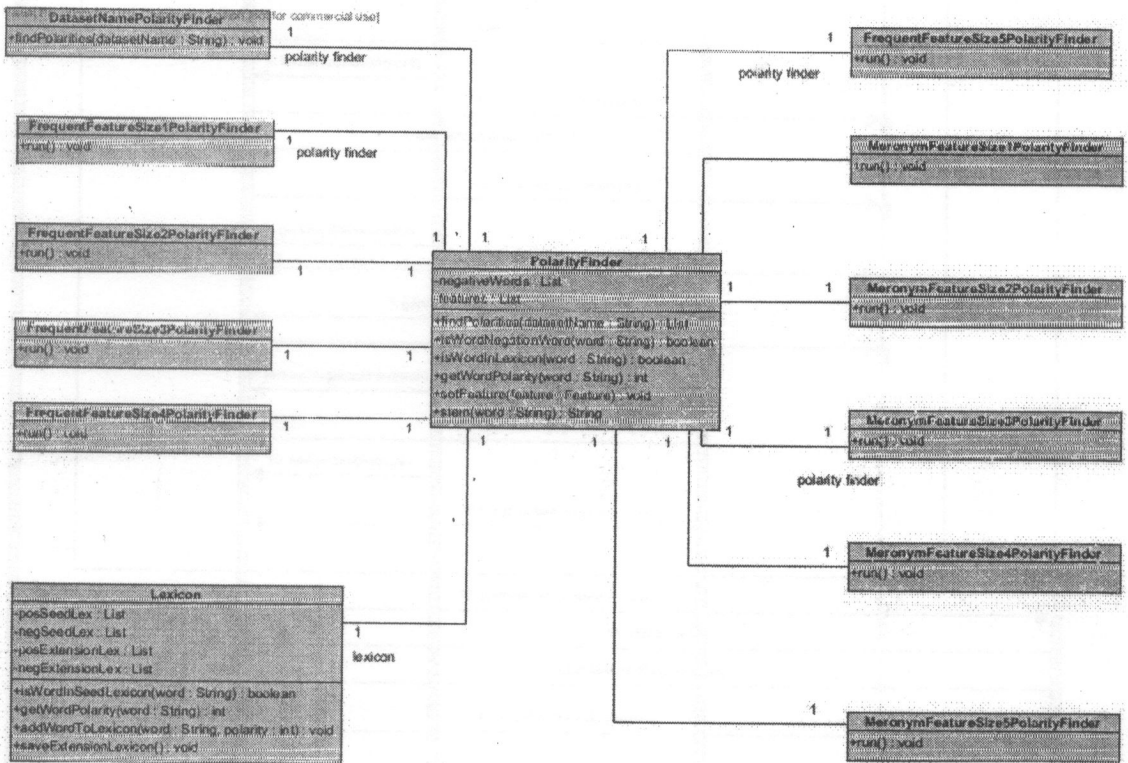 DatasetNamePolarityFinder
for commercial use]
+findPolarities(datasetName : String) : void
1
polarity finder
FrequentFeatureSize1PolarityFinder
+run() : void
1
polarity finder
FrequentFeatureSize2PolarityFinder
+run() : void
1
1
FrequentFeatureSize3PolarityFinder
+run() : void
1
1
FrequentFeatureSize4PolarityFinder
+run() : void
1
1
1
1
1
PolarityFinder
-negativeWords : List
-features : List
+findPolarities(datasetName : String) : List
+isWordNegationWord(word : String) : boolean
+isWordInLexicon(word : String) : boolean
+getWordPolarity(word : String) : int
+setFeature(feature : Feature) : void
+stem(word : String) : String
1
1
1
Lexicon
-posSeedLex : List
-negSeedLex : List
-posExtensionLex : List
-negExtensionLex : List
+isWordInSeedLexicon(word : String) : boolean
+getWordPolarity(word : String) : int
+addWordToLexicon(word : String, polarity : int) : void
+saveExtensionLexicon() : void
1
lexicon
1
FrequentFeatureSize5PolarityFinder
+run() : void
polarity finder
MeronymFeatureSize1PolarityFinder
+run() : void
1
1
MeronymFeatureSize2PolarityFinder
+run() : void
1
1
MeronymFeatureSize3PolarityFinder
+run() : void
polarity finder
1
MeronymFeatureSize4PolarityFinder
+run() : void
1
MeronymFeatureSize5PolarityFinder
+run() : void